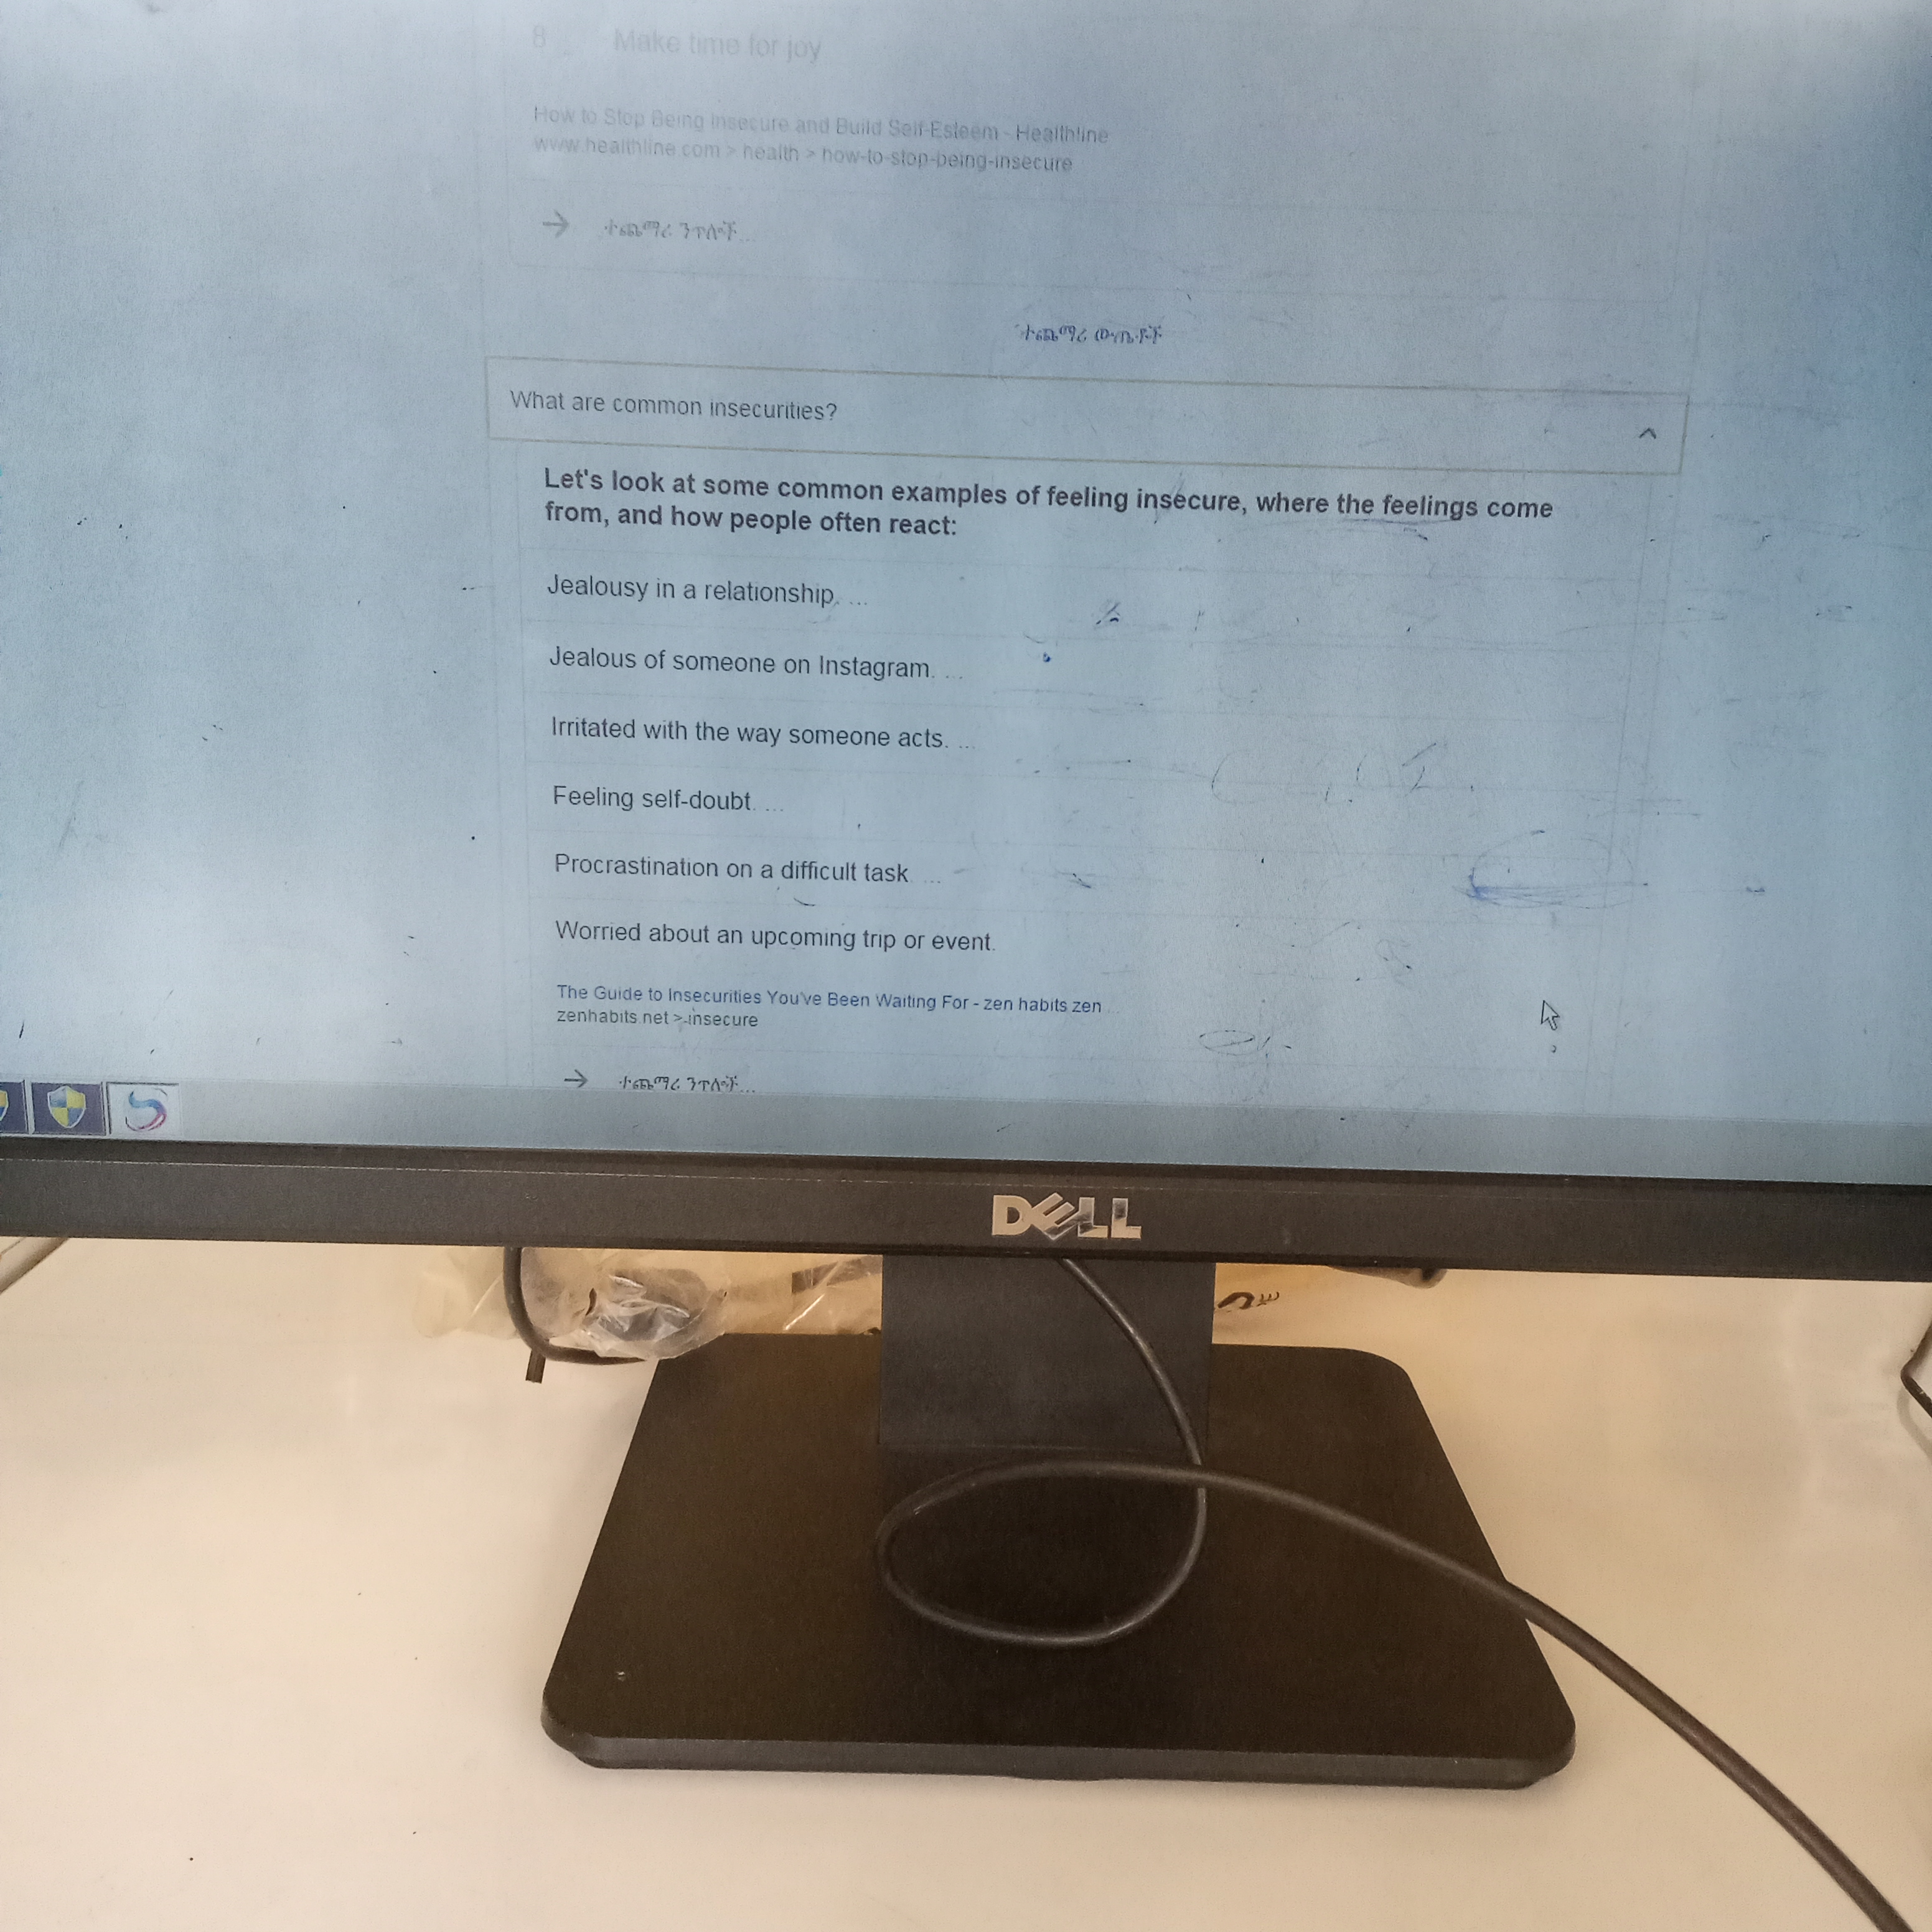 8 Make time for joy
How to Stop Being Insecure and Build Self-Esteem - Healthline
www.healthline.com > health > how-to-stop-being-insecure
→ ተጨማሪ ንጥሎች...
ተጨማሪ ውጤቶች
What are common insecurities?
Let's look at some common examples of feeling insecure, where the feelings come
from, and how people often react:
Jealousy in a relationship. ...
Jealous of someone on Instagram. ...
Irritated with the way someone acts. ...
Feeling self-doubt. ...
Procrastination on a difficult task. ...
Worried about an upcoming trip or event.
The Guide to Insecurities You've Been Waiting For - zen habits zen ...
zenhabits.net > insecure
→ ተጨማሪ ንጥሎች...
DELL